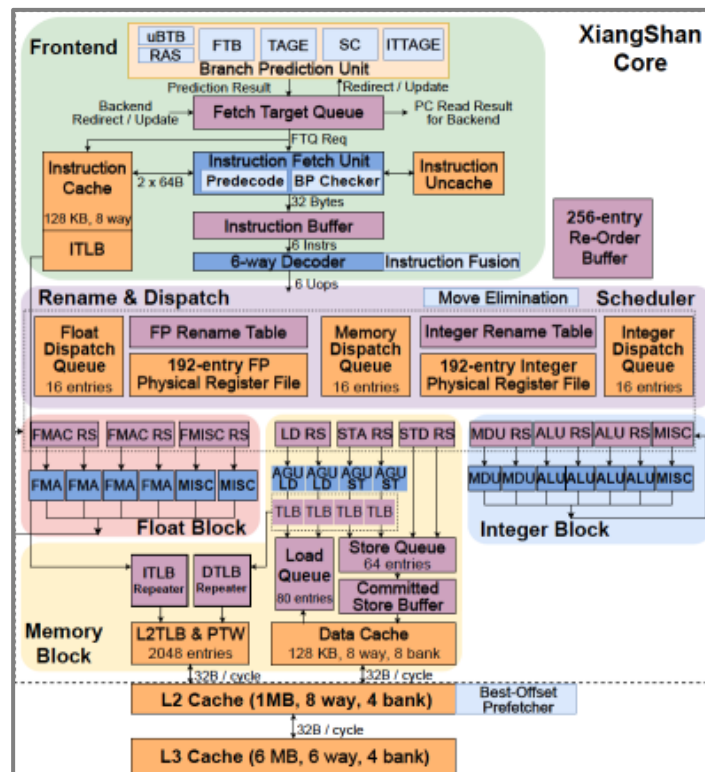 Frontend
uBTB
RAS
FTB
TAGE
SC
ITTAGE
Branch Prediction Unit
XiangShan
Core
Prediction Result
Redirect / Update
Backend
Redirect / Update
Fetch Target Queue
PC Read Result
for Backend
FTQ Req
Instruction
Cache
128 KB, 8 way
ITLB
2 x 64B
Instruction Fetch Unit
Predecode
BP Checker
Instruction
Uncache
32 Bytes
Instruction Buffer
6 Instrs
6-way Decoder
Instruction Fusion
6 Uops
256-entry
Re-Order
Buffer
Rename & Dispatch
Move Elimination
Scheduler
Float
Dispatch
Queue
16 entries
FP Rename Table
192-entry FP
Physical Register File
Memory
Dispatch
Queue
16 entries
Integer Rename Table
192-entry Integer
Physical Register File
Integer
Dispatch
Queue
16 entries
FMAC RS
FMAC RS
FMISC RS
FMA
FMA
FMA
FMA
MISC
MISC
Float Block
LD RS
STA RS
STD RS
AGU
LD
AGU
LD
AGU
ST
AGU
ST
TLB
TLB
TLB
TLB
MDU RS
ALU RS
ALU RS
MISC
MDU
MDU
ALU
ALU
ALU
ALU
MISC
Integer Block
ITLB
Repeater
DTLB
Repeater
Load
Queue
80 entries
Store Queue
64 entries
Committed
Store Buffer
Memory
Block
L2TLB & PTW
2048 entries
Data Cache
128 KB, 8 way, 8 bank
32B / cycle
32B / cycle
L2 Cache (1MB, 8 way, 4 bank)
Best-Offset
Prefetcher
32B / cycle
L3 Cache (6 MB, 6 way, 4 bank)